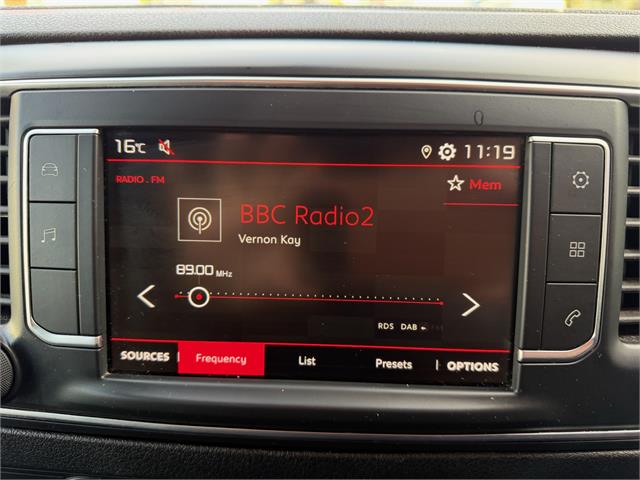 16°C 11:19
RADIO . FM
Mem
BBC Radio2
Vernon Kay
89.00 MHz
RDS DAB
SOURCES Frequency List Presets OPTIONS